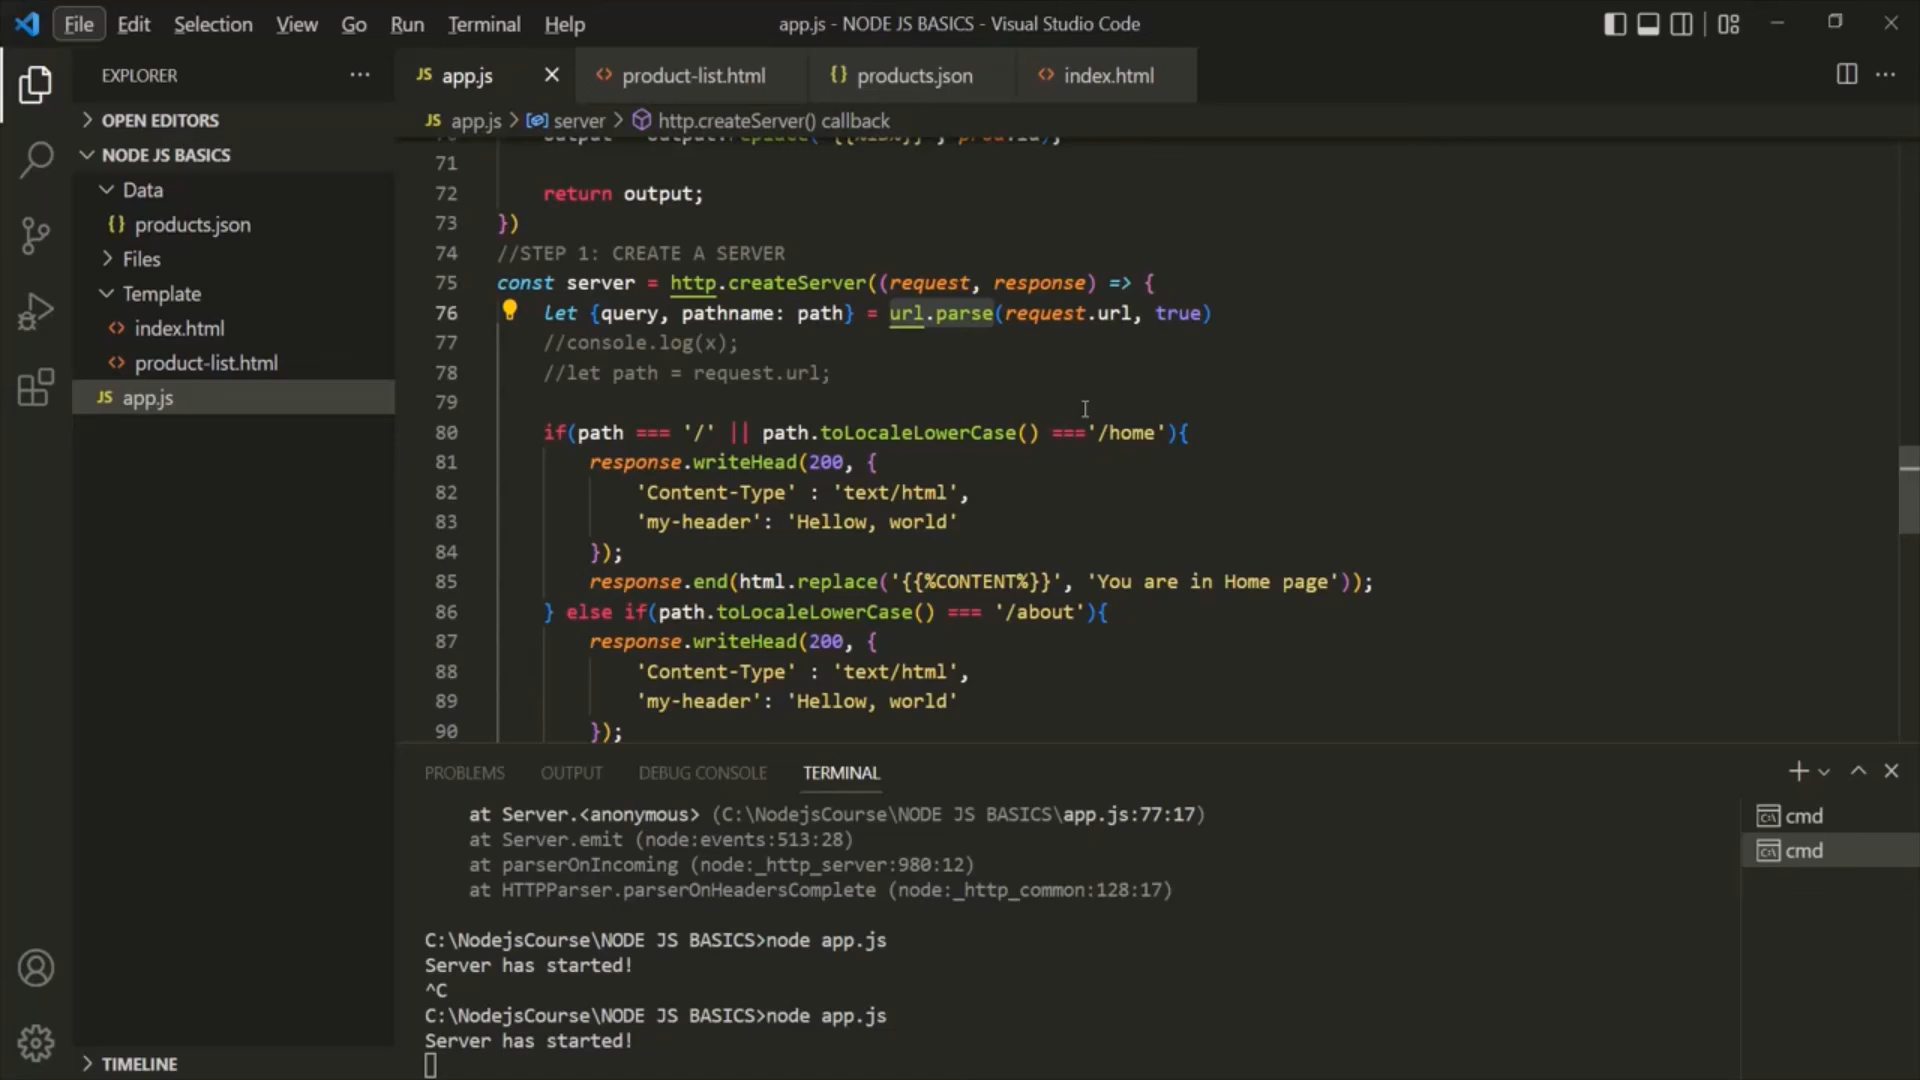 File Edit Selection View Go Run Terminal Help
app.js - NODE JS BASICS - Visual Studio Code
EXPLORER
OPEN EDITORS
NODE JS BASICS
Data
{} products.json
Files
Template
<> index.html
<> product-list.html
JS app.js
TIMELINE
JS app.js
<> product-list.html
{} products.json
<> index.html
JS app.js > server > http.createServer() callback
71
72 return output;
73 })
74 //STEP 1: CREATE A SERVER
75 const server = http.createServer((request, response) => {
76 let {query, pathname: path} = url.parse(request.url, true)
77 //console.log(x);
78 //let path = request.url;
79
80 if(path === '/' || path.toLocaleLowerCase() ==='/home'){
81 response.writeHead(200, {
82 'Content-Type' : 'text/html',
83 'my-header': 'Hellow, world'
84 });
85 response.end(html.replace('{{%CONTENT%}}', 'You are in Home page'));
86 } else if(path.toLocaleLowerCase() === '/about'){
87 response.writeHead(200, {
88 'Content-Type' : 'text/html',
89 'my-header': 'Hellow, world'
90 });
PROBLEMS OUTPUT DEBUG CONSOLE TERMINAL
at Server.<anonymous> (C:\NodejsCourse\NODE JS BASICS\app.js:77:17)
at Server.emit (node:events:513:28)
at parserOnIncoming (node:_http_server:980:12)
at HTTPParser.parserOnHeadersComplete (node:_http_common:128:17)
C:\NodejsCourse\NODE JS BASICS>node app.js
Server has started!
^C
C:\NodejsCourse\NODE JS BASICS>node app.js
Server has started!
cmd
cmd